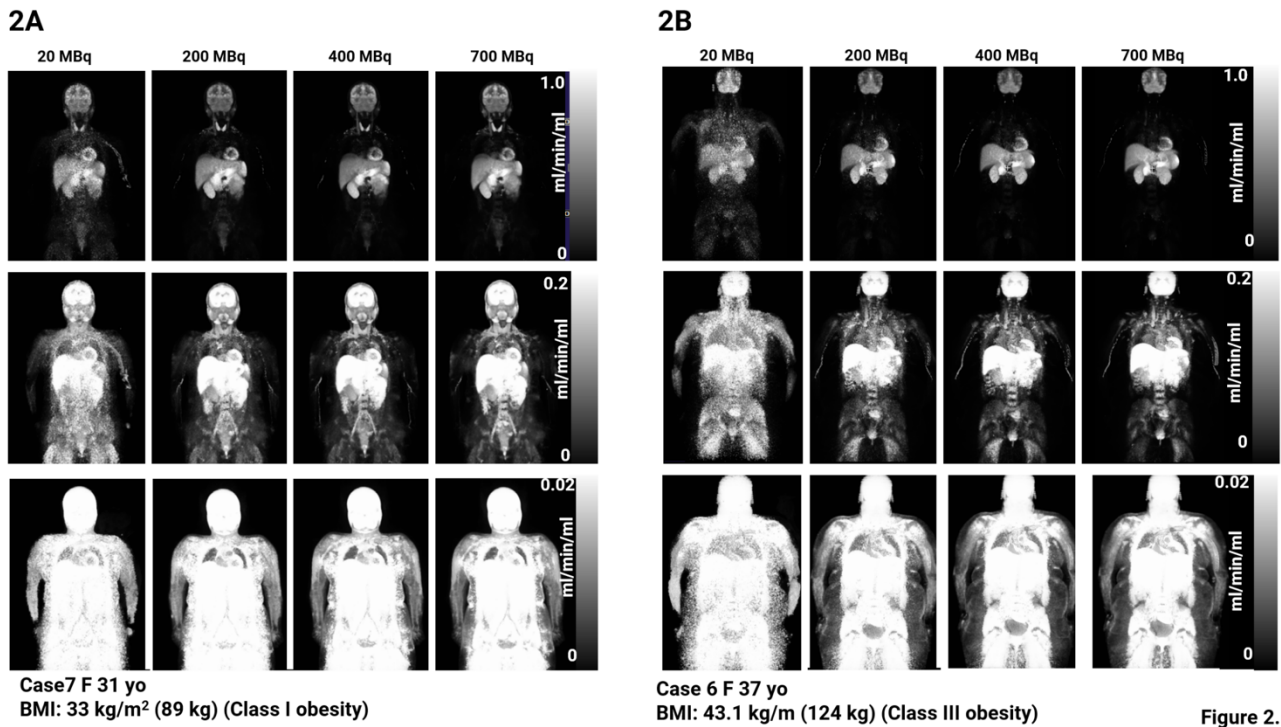 2A
20 MBq 200 MBq 400 MBq 700 MBq
1.0
ml/min/ml
0
0.2
ml/min/ml
0
0.02
ml/min/ml
0
Case7 F 31 yo
BMI: 33 kg/m² (89 kg) (Class I obesity)
2B
20 MBq 200 MBq 400 MBq 700 MBq
1.0
ml/min/ml
0
0.2
ml/min/ml
0
0.02
ml/min/ml
0
Case 6 F 37 yo
BMI: 43.1 kg/m (124 kg) (Class III obesity)
Figure 2.